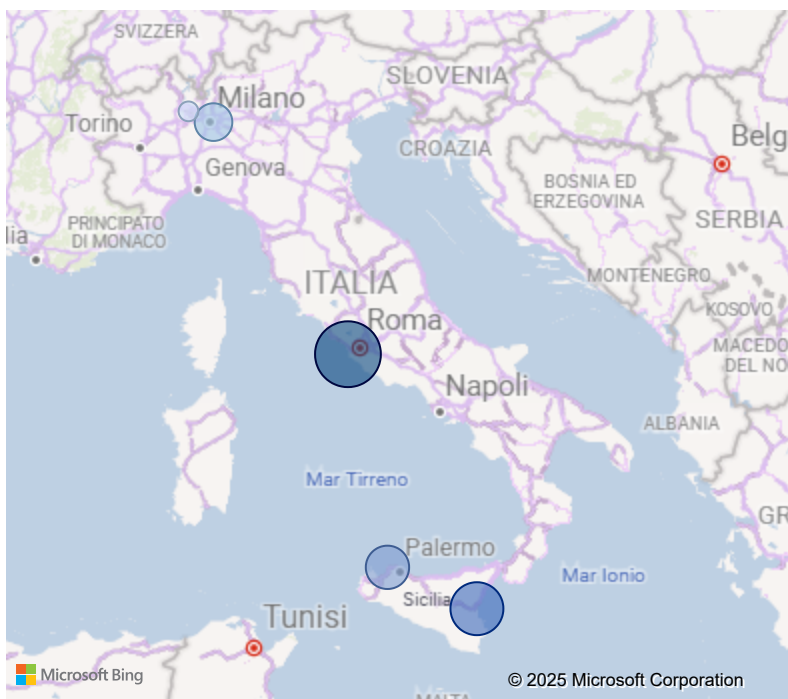 SVIZZERA
SLOVENIA
Milano
Torino
Belg
CROAZIA
Genova
BOSNIA ED
ERZEGOVINA
PRINCIPATO
DI MONACO
SERBIA
lia
ITALIA
MONTENEGRO
KOSOVO
Roma
MACEDO
DEL NO
Napoli
ALBANIA
Mar Tirreno
GR
Palermo
Mar Ionio
Sicilia
Tunisi
Microsoft Bing
© 2025 Microsoft Corporation
MALTA